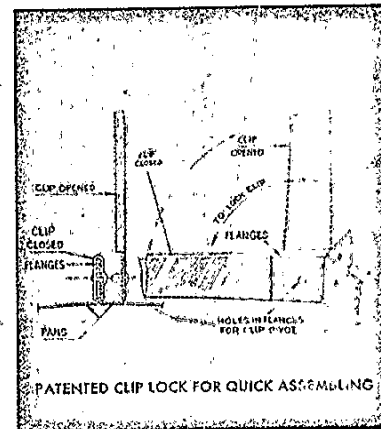 CLIP OPENED
CLIP
CLOSED
FLANGES
PANS
CLIP
CLOSED
CLIP
OPENED
TO LOCK CLIP
FLANGES
HOLES IN FLANGES
FOR CLIP PIVOT
PATENTED CLIP LOCK FOR QUICK ASSEMBLING